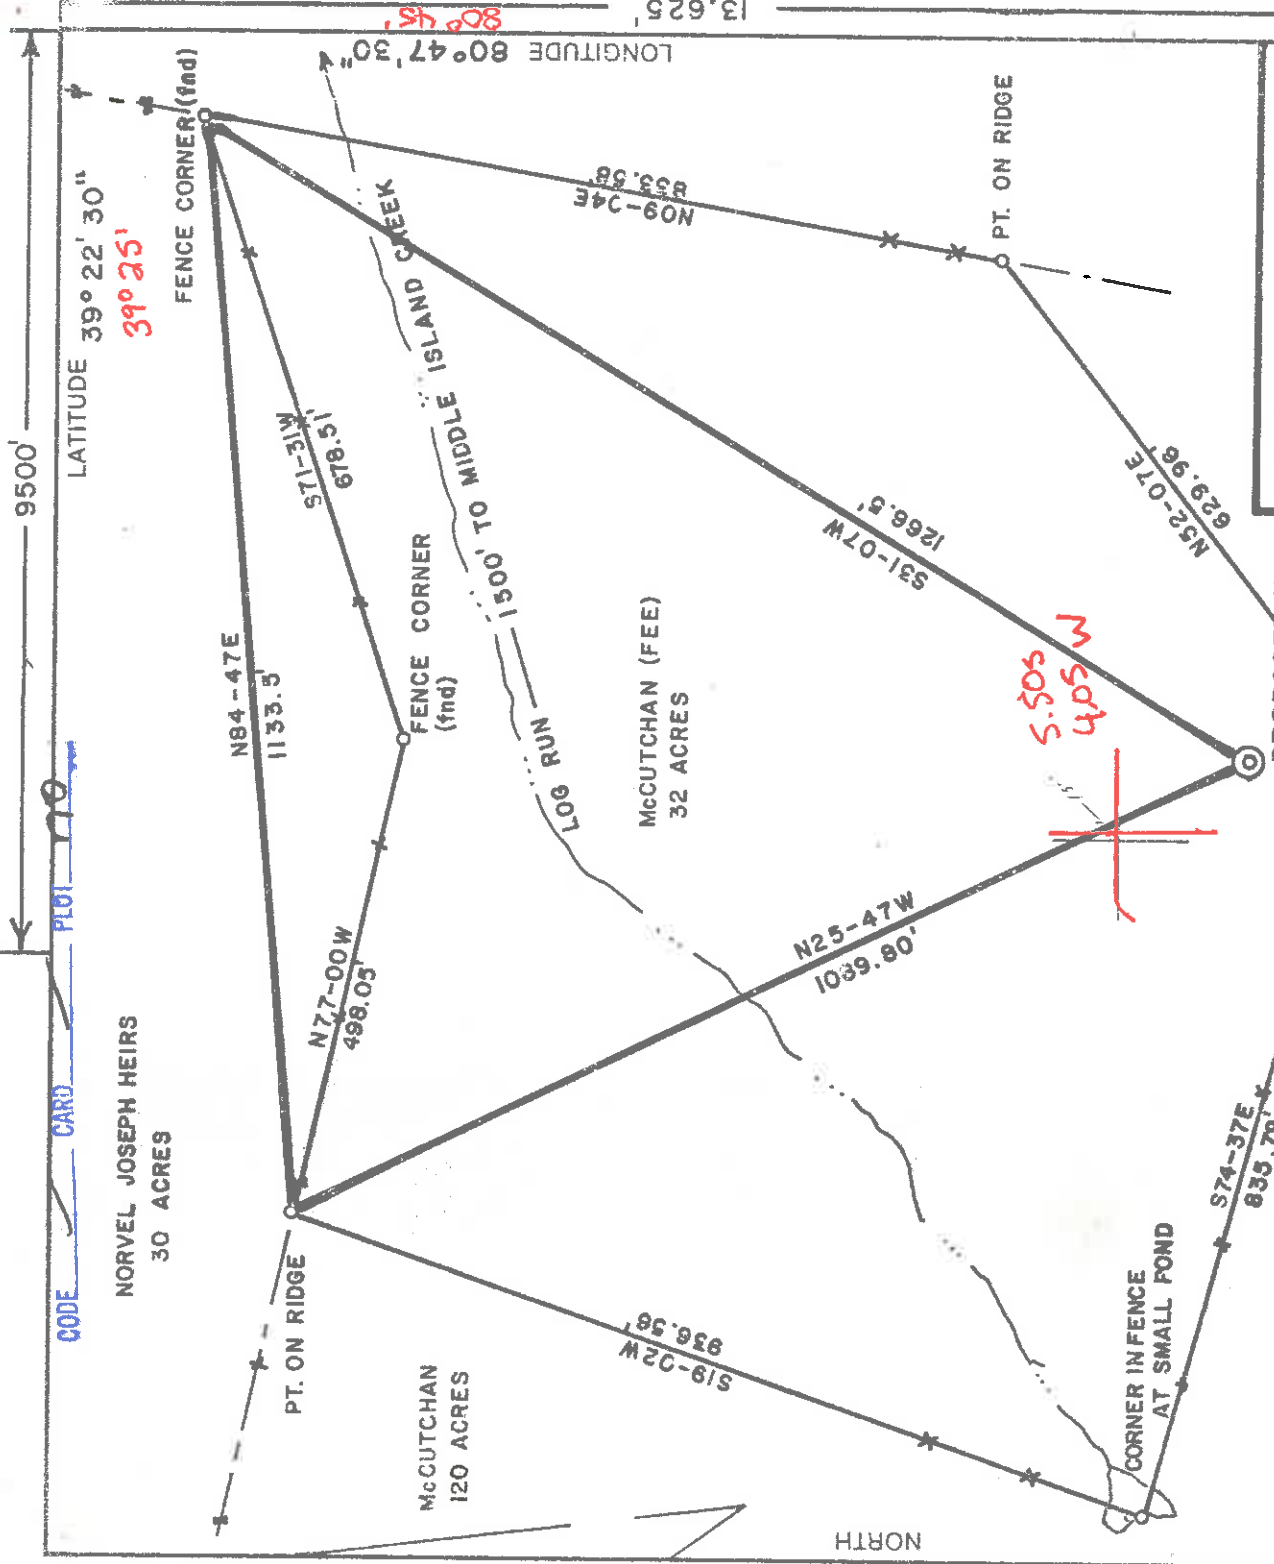 13,625'
80° 45'
LONGITUDE 80°47'30"
9500'
LATITUDE 39° 22' 30"
39° 25'
FENCE CORNER (fnd)
N09-04E
833.58'
PT. ON RIDGE
S71-31W
678.51'
1500' TO MIDDLE ISLAND CREEK
S31-07W
1266.5'
N52-07E
629.96'
N84-47E
1133.5'
FENCE CORNER
(fnd)
LOG RUN
McCUTCHAN (FEE)
32 ACRES
5.50S
4.05 W
N77-00W
498.05'
N25-47W
1039.80'
CODE
CARD
PLOT
NORVEL JOSEPH HEIRS
30 ACRES
PT. ON RIDGE
S19-02W
936.58'
McCUTCHAN
120 ACRES
S74-37E
CORNER IN FENCE
AT SMALL POND
NORTH